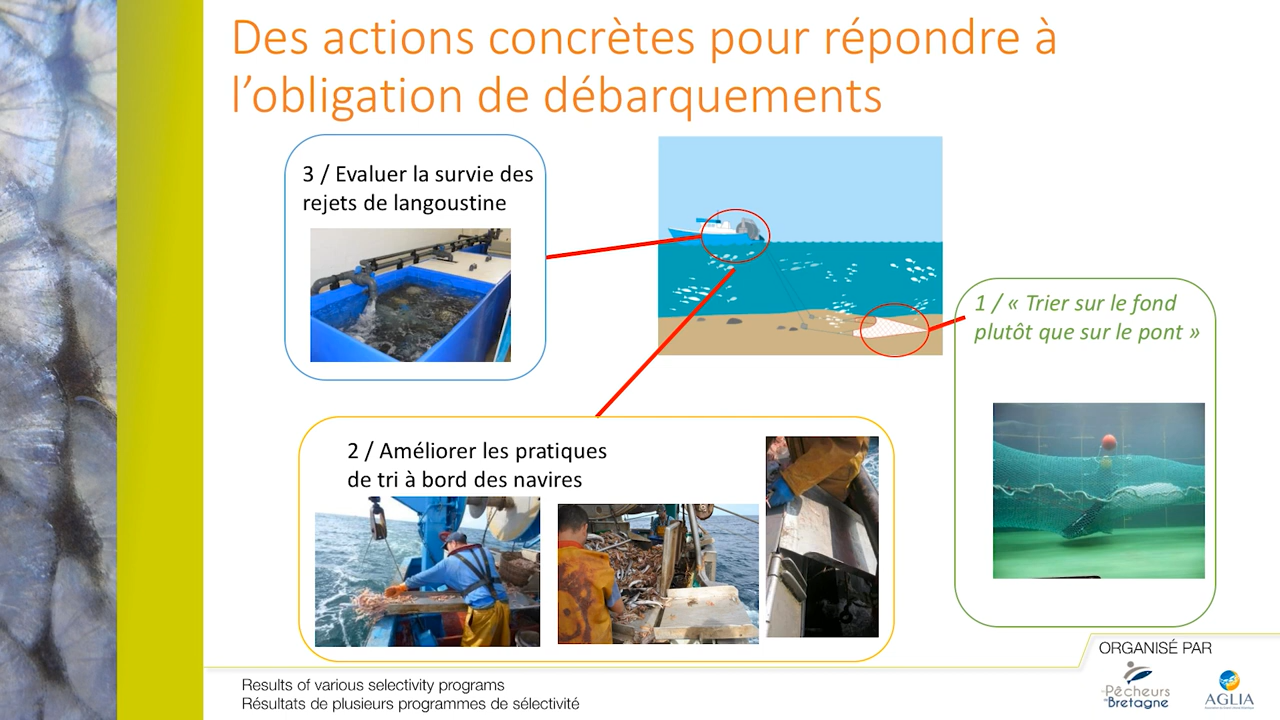 Des actions concrètes pour répondre à
l’obligation de débarquements
3 / Evaluer la survie des
rejets de langoustine
1 / « Trier sur le fond
plutôt que sur le pont »
2 / Améliorer les pratiques
de tri à bord des navires
ORGANISÉ PAR
Pêcheurs
Bretagne
AGLIA
Results of various selectivity programs
Résultats de plusieurs programmes de sélectivité